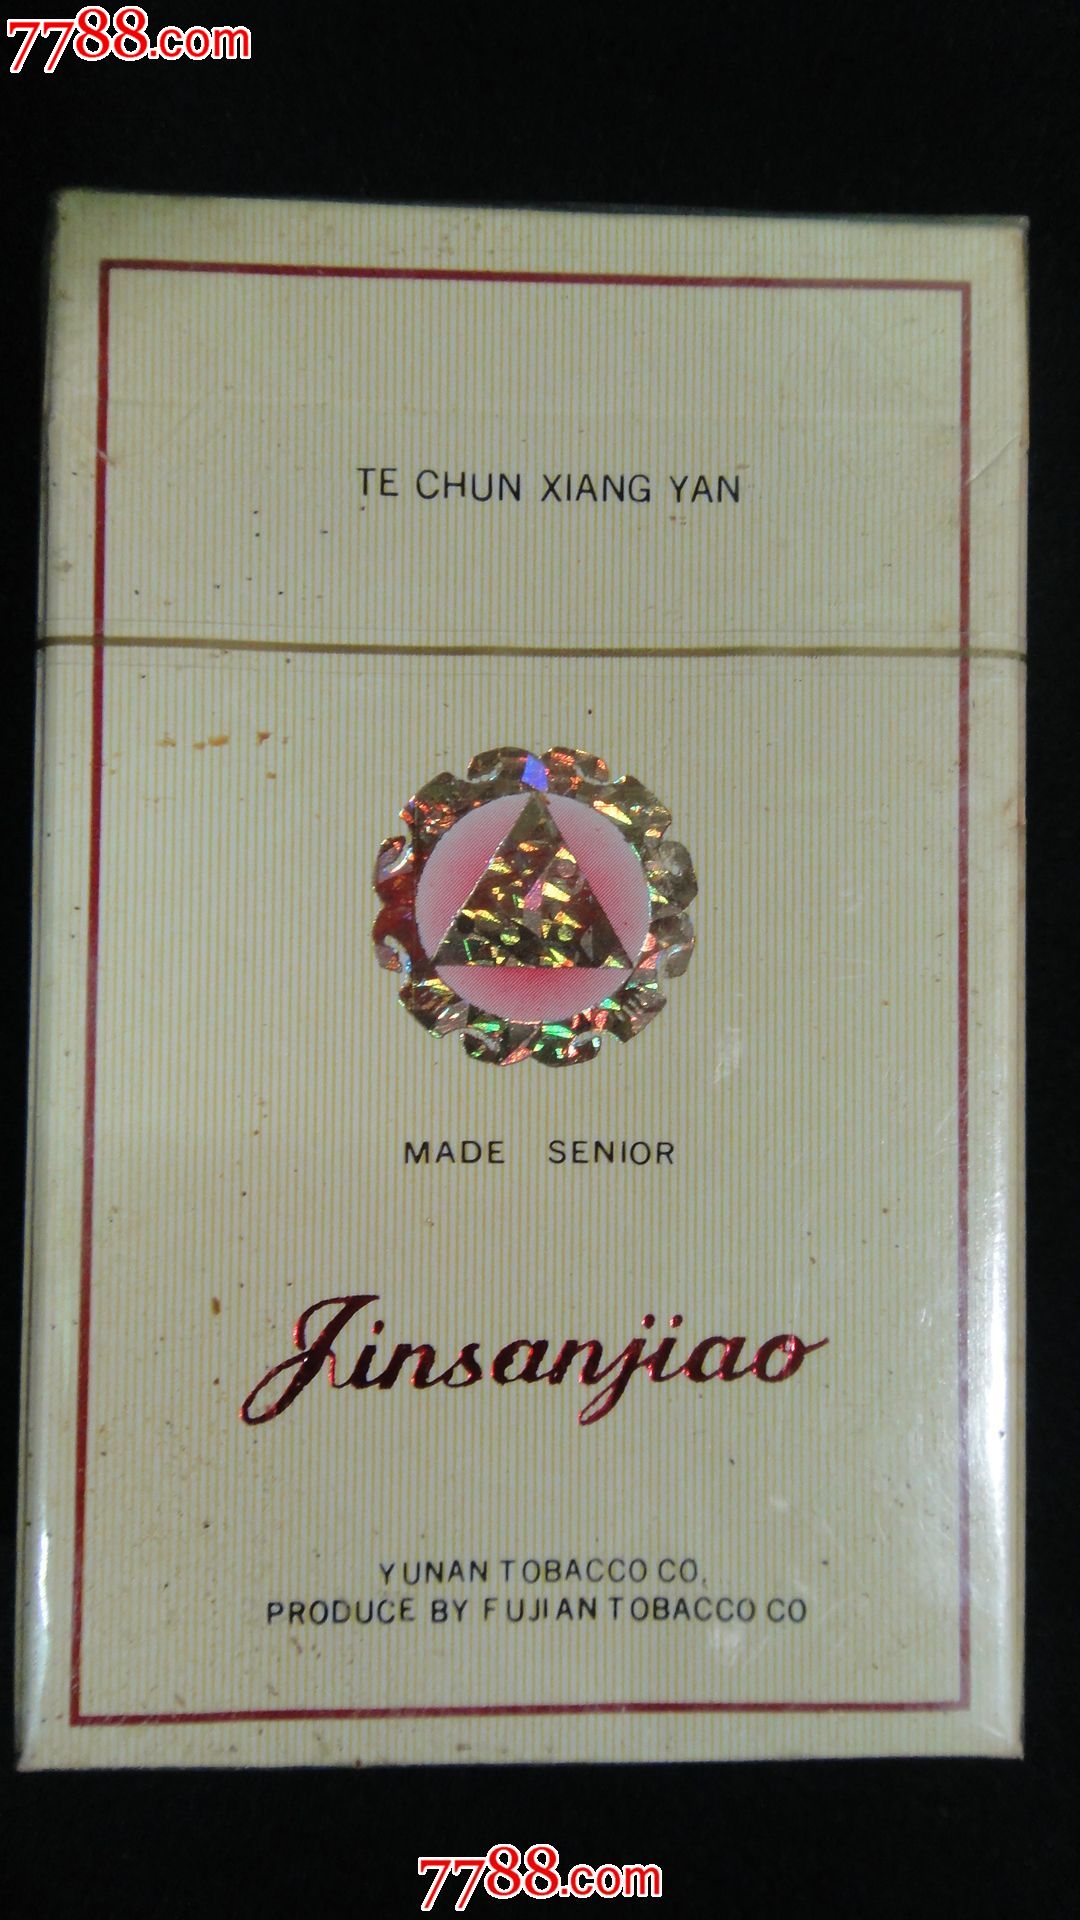 7788.com
TE CHUN XIANG YAN
MADE SENIOR
Jinsanjiao
YUNAN TOBACCO CO.
PRODUCE BY FUJIAN TOBACCO CO
7788.com